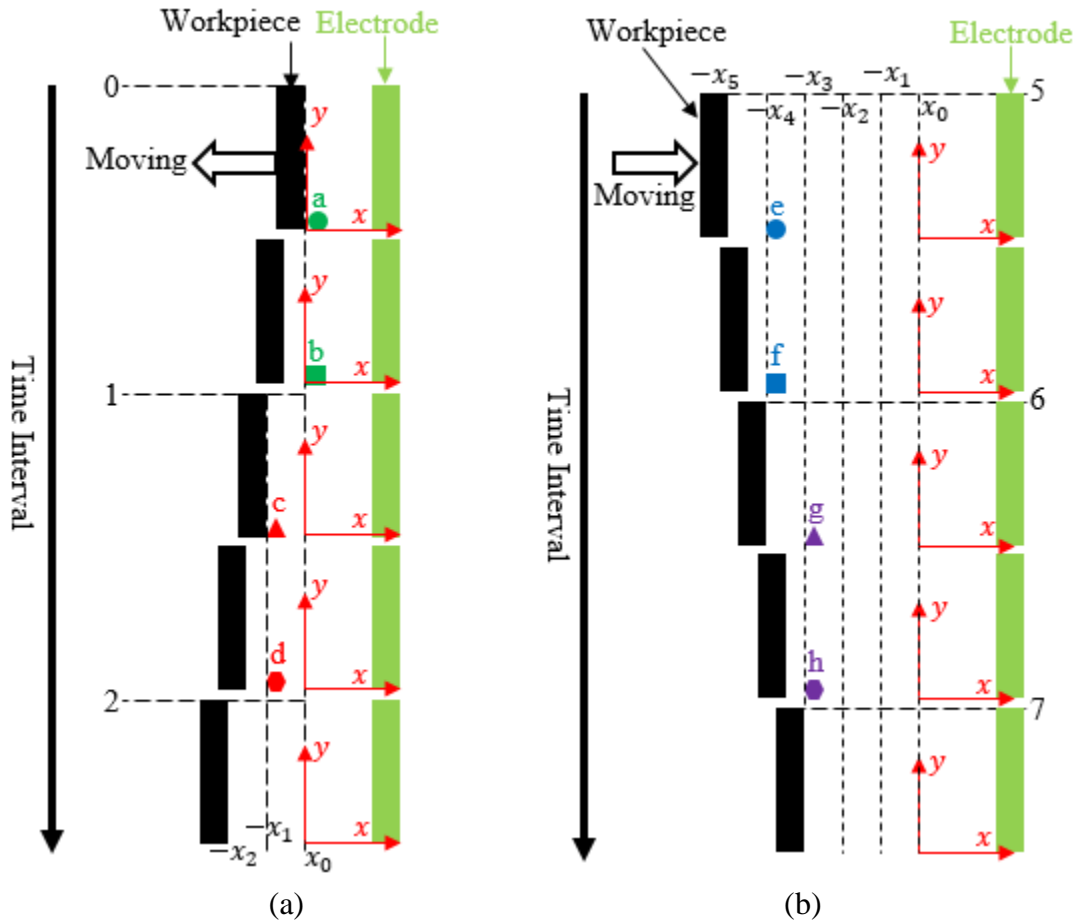 Workpiece Electrode
0
y
Moving
a
x
y
b
x
1
y
c
x
y
d
x
2
y
x
−x₁
−x₂
x₀
Time Interval
(a)
Workpiece
Electrode
−x₅ −x₃ −x₁
−x₄ −x₂ x₀
5
y
Moving
e
x
y
f
x
6
y
g
x
y
h
x
7
y
x
Time Interval
(b)